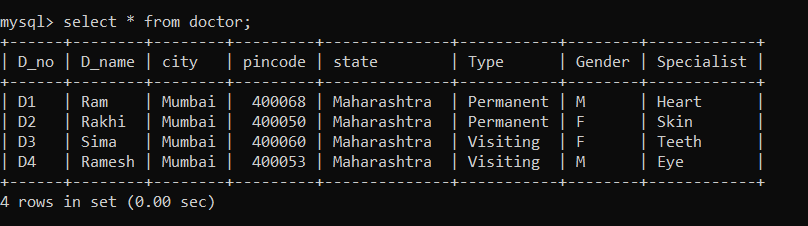 mysql> select * from doctor;
+------+--------+--------+---------+-------------+-----------+--------+------------+
| D_no | D_name | city   | pincode | state       | Type      | Gender | Specialist |
+------+--------+--------+---------+-------------+-----------+--------+------------+
| D1   | Ram    | Mumbai |  400068 | Maharashtra | Permanent | M      | Heart      |
| D2   | Rakhi  | Mumbai |  400050 | Maharashtra | Permanent | F      | Skin       |
| D3   | Sima   | Mumbai |  400060 | Maharashtra | Visiting  | F      | Teeth      |
| D4   | Ramesh | Mumbai |  400053 | Maharashtra | Visiting  | M      | Eye        |
+------+--------+--------+---------+-------------+-----------+--------+------------+
4 rows in set (0.00 sec)